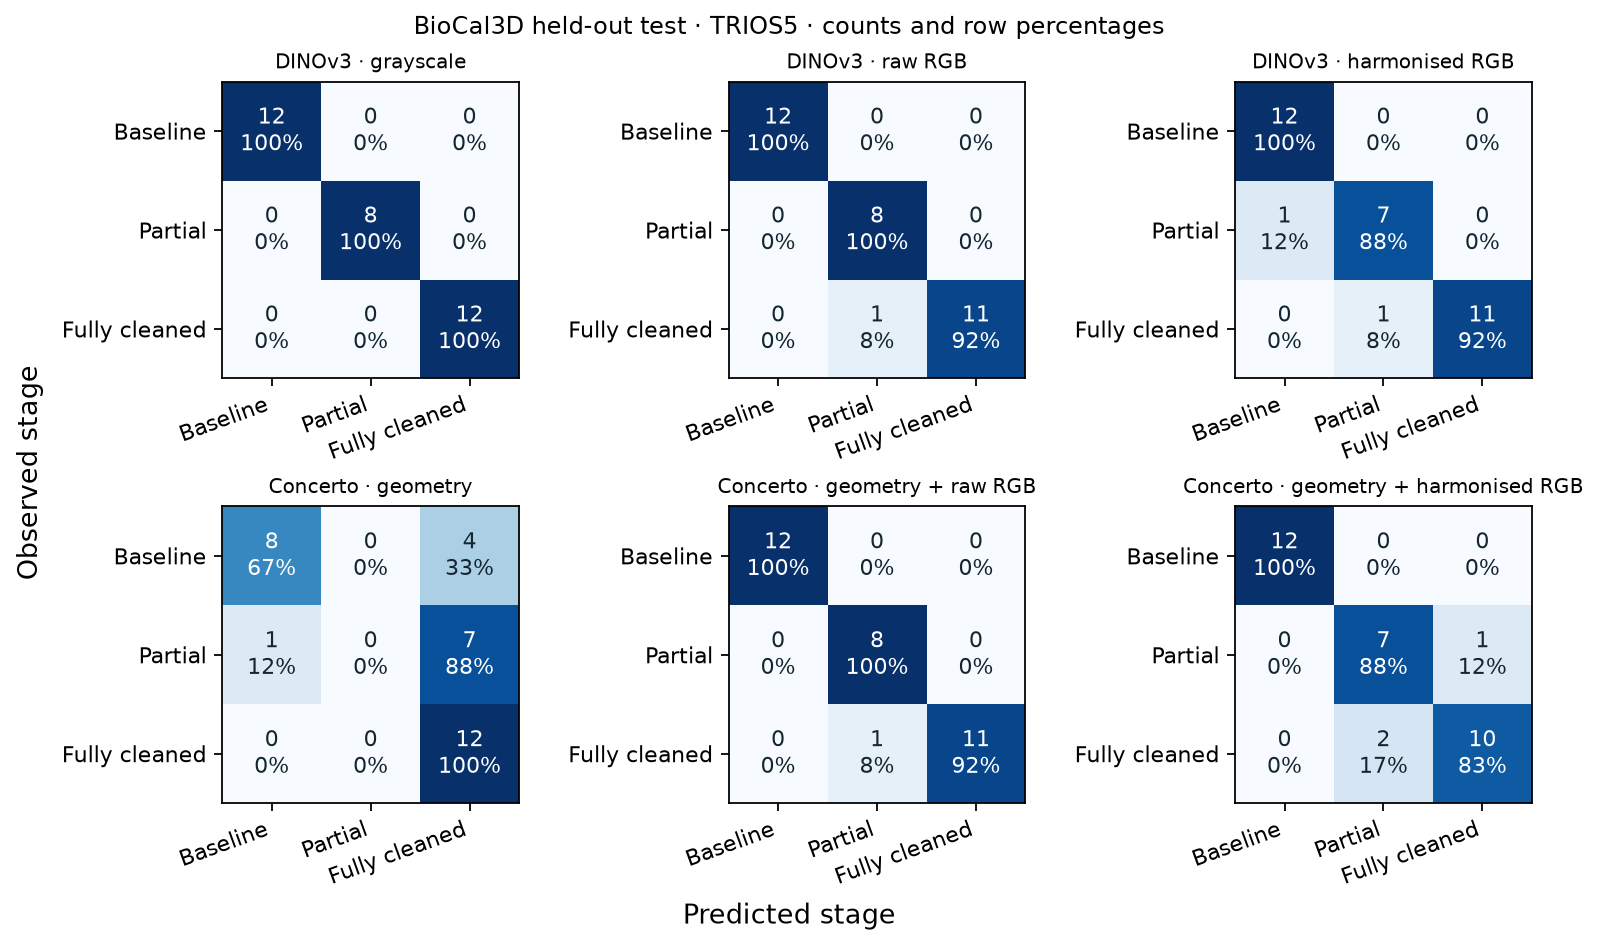 BioCal3D held-out test · TRIOS5 · counts and row percentages
DINOv3 · grayscale
Baseline
12 0 0
100% 0% 0%
Partial
0 8 0
0% 100% 0%
Fully cleaned
0 0 12
0% 0% 100%
Baseline Partial Fully cleaned
DINOv3 · raw RGB
Baseline
12 0 0
100% 0% 0%
Partial
0 8 0
0% 100% 0%
Fully cleaned
0 1 11
0% 8% 92%
Baseline Partial Fully cleaned
DINOv3 · harmonised RGB
Baseline
12 0 0
100% 0% 0%
Partial
1 7 0
12% 88% 0%
Fully cleaned
0 1 11
0% 8% 92%
Baseline Partial Fully cleaned
Observed stage
Concerto · geometry
Baseline
8 0 4
67% 0% 33%
Partial
1 0 7
12% 0% 88%
Fully cleaned
0 0 12
0% 0% 100%
Baseline Partial Fully cleaned
Concerto · geometry + raw RGB
Baseline
12 0 0
100% 0% 0%
Partial
0 8 0
0% 100% 0%
Fully cleaned
0 1 11
0% 8% 92%
Baseline Partial Fully cleaned
Concerto · geometry + harmonised RGB
Baseline
12 0 0
100% 0% 0%
Partial
0 7 1
0% 88% 12%
Fully cleaned
0 2 10
0% 17% 83%
Baseline Partial Fully cleaned
Predicted stage